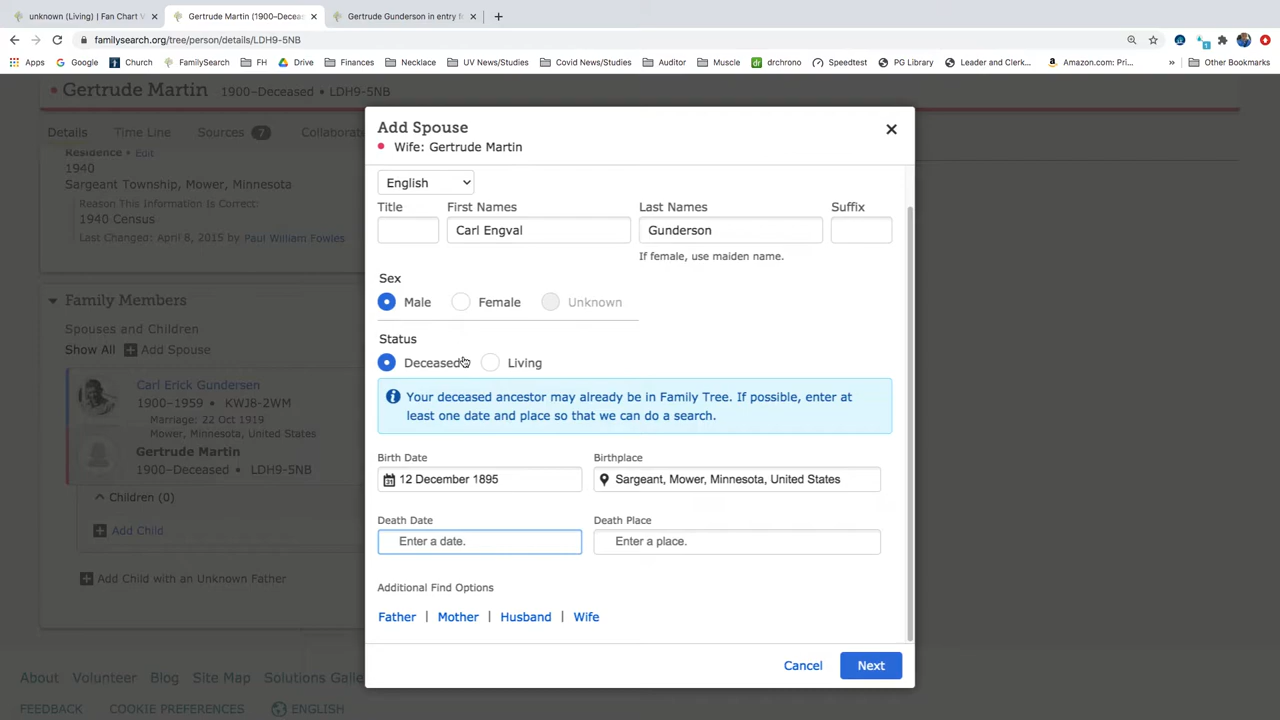 unknown (Living) | Fan Chart V
Gertrude Martin (1900–Decease
Gertrude Gunderson in entry f
familysearch.org/tree/person/details/LDH9-5NB
Apps
Google
Church
FamilySearch
FH
Drive
Finances
Necklace
UV News/Studies
Covid News/Studies
Auditor
Muscle
dr drchrono
Speedtest
PG Library
Leader and Clerk...
Amazon.com: Pri...
»
Other Bookmarks
Gertrude Martin 1900–Deceased • LDH9-5NB
Details Time Line Sources 7 Collabora
Residence • Edit
1940
Sargeant Township, Mower, Minnesota
Reason This Information Is Correct:
1940 Census
Last Changed: April 8, 2015 by Paul William Fowles
Family Members
Spouses and Children
Show All Add Spouse
Carl Erick Gundersen
1900–1959 • KWJ8-2WM
Marriage: 22 Oct 1919
Mower, Minnesota, United States
Gertrude Martin
1900–Deceased • LDH9-5NB
Children (0)
Add Child
Add Child with an Unknown Father
About Volunteer Blog Site Map Solutions Galle
FEEDBACK COOKIE PREFERENCES ENGLISH
Add Spouse
Wife: Gertrude Martin
English
Title First Names Last Names Suffix
Carl Engval Gunderson
If female, use maiden name.
Sex
Male Female Unknown
Status
Deceased Living
Your deceased ancestor may already be in Family Tree. If possible, enter at
least one date and place so that we can do a search.
Birth Date Birthplace
12 December 1895 Sargeant, Mower, Minnesota, United States
Death Date Death Place
Enter a date. Enter a place.
Additional Find Options
Father | Mother | Husband | Wife
Cancel Next